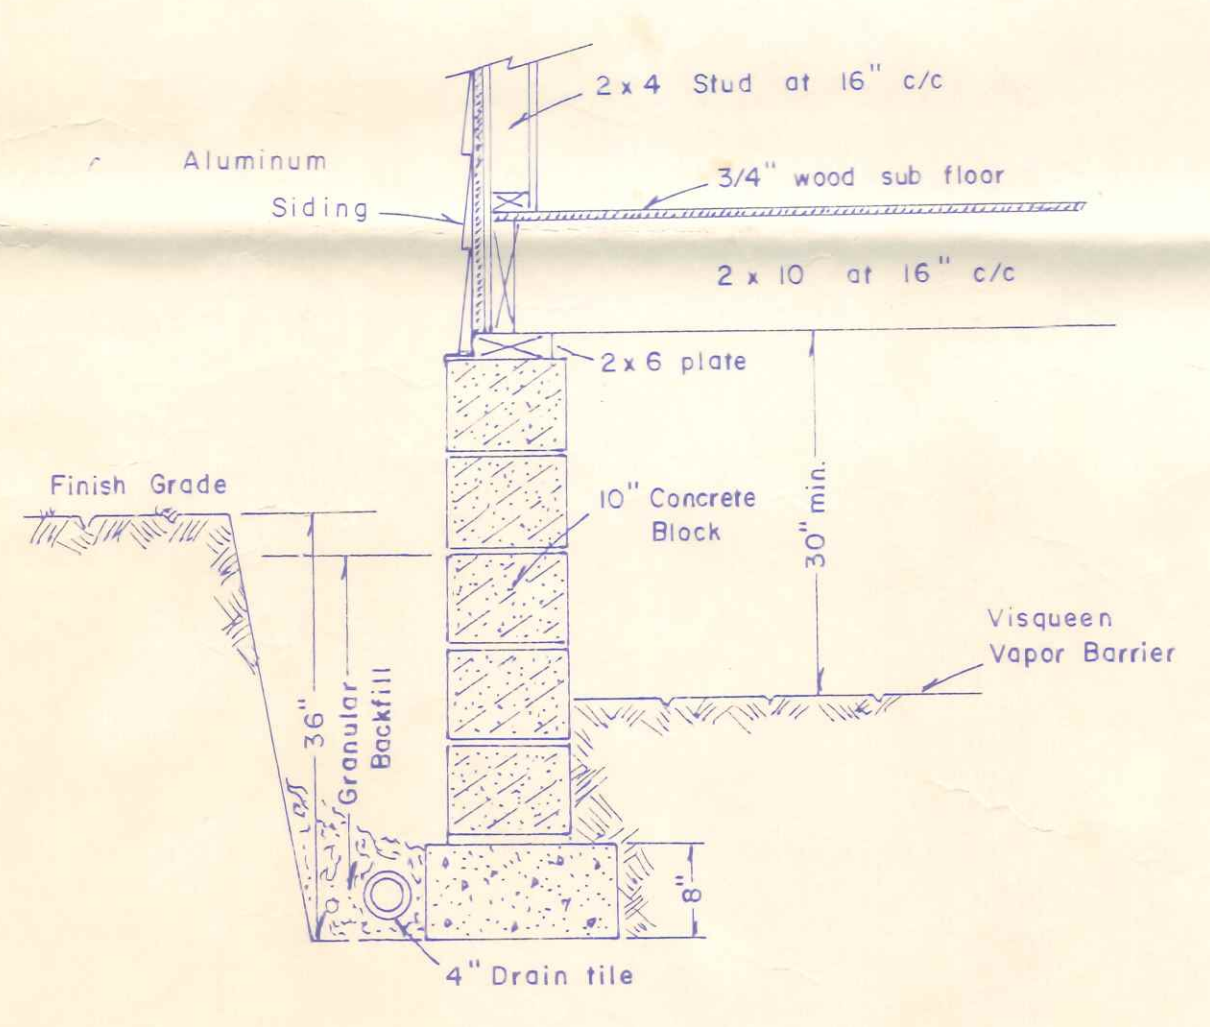 2 x 4 Stud at 16" c/c
Aluminum
Siding
3/4" wood sub floor
2 x 10 at 16" c/c
2 x 6 plate
Finish Grade
10" Concrete
Block
30" min.
Visqueen
Vapor Barrier
36"
Granular
Backfill
8"
4" Drain tile